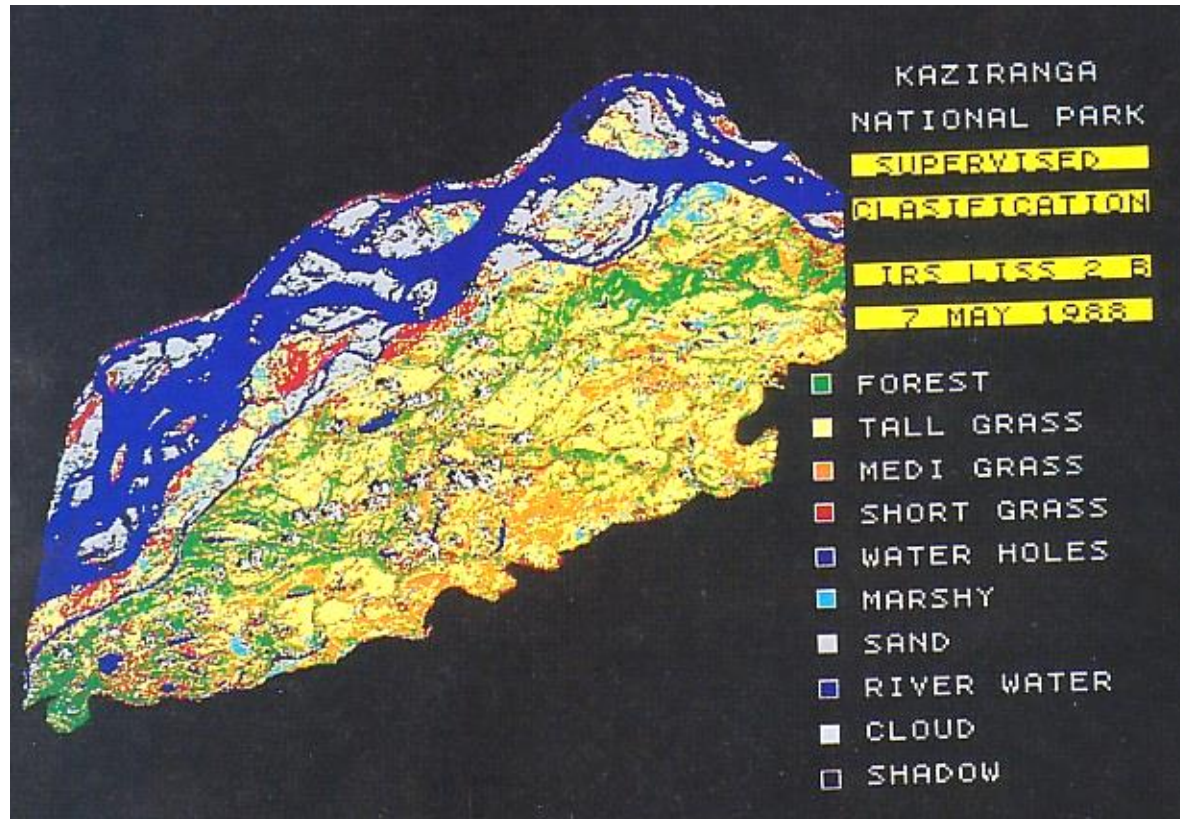 KAZIRANGA
NATIONAL PARK
SUPERVISED
CLASIFICATION
IRS LISS 2 B
7 MAY 1988
FOREST
TALL GRASS
MEDI GRASS
SHORT GRASS
WATER HOLES
MARSHY
SAND
RIVER WATER
CLOUD
SHADOW